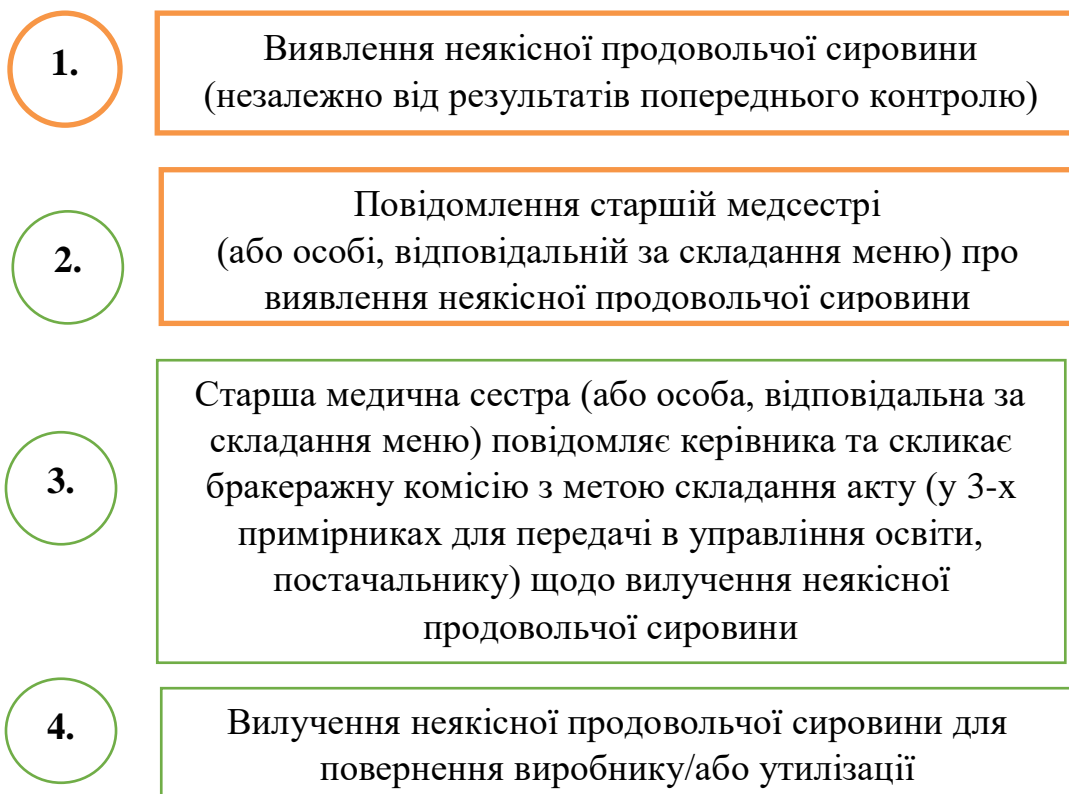 1.
Виявлення неякісної продовольчої сировини
(незалежно від результатів попереднього контролю)
2.
Повідомлення старшій медсестрі
(або особі, відповідальній за складання меню) про
виявлення неякісної продовольчої сировини
3.
Старша медична сестра (або особа, відповідальна за
складання меню) повідомляє керівника та скликає
бракеражну комісію з метою складання акту (у 3-х
примірниках для передачі в управління освіти,
постачальнику) щодо вилучення неякісної
продовольчої сировини
4.
Вилучення неякісної продовольчої сировини для
повернення виробнику/або утилізації